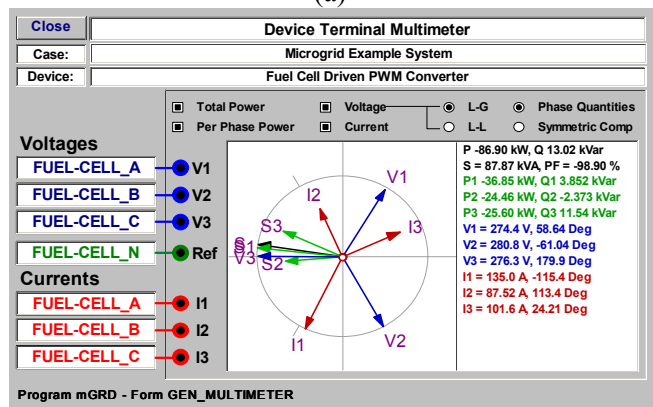 (a)
Close
Device Terminal Multimeter
Case:
Microgrid Example System
Device:
Fuel Cell Driven PWM Converter
Total Power
Voltage
L-G
Phase Quantities
Per Phase Power
Current
L-L
Symmetric Comp
Voltages
FUEL-CELL_A
V1
FUEL-CELL_B
V2
FUEL-CELL_C
V3
FUEL-CELL_N
Ref
Currents
FUEL-CELL_A
I1
FUEL-CELL_B
I2
FUEL-CELL_C
I3
V1
I2
I3
S3
S
S1
V3
S2
I1
V2
P -86.90 kW, Q 13.02 kVar
S = 87.87 kVA, PF = -98.90 %
P1 -36.85 kW, Q1 3.852 kVar
P2 -24.46 kW, Q2 -2.373 kVar
P3 -25.60 kW, Q3 11.54 kVar
V1 = 274.4 V, 58.64 Deg
V2 = 280.8 V, -61.04 Deg
V3 = 276.3 V, 179.9 Deg
I1 = 135.0 A, -115.4 Deg
I2 = 87.52 A, 113.4 Deg
I3 = 101.6 A, 24.21 Deg
Program mGRD - Form GEN_MULTIMETER